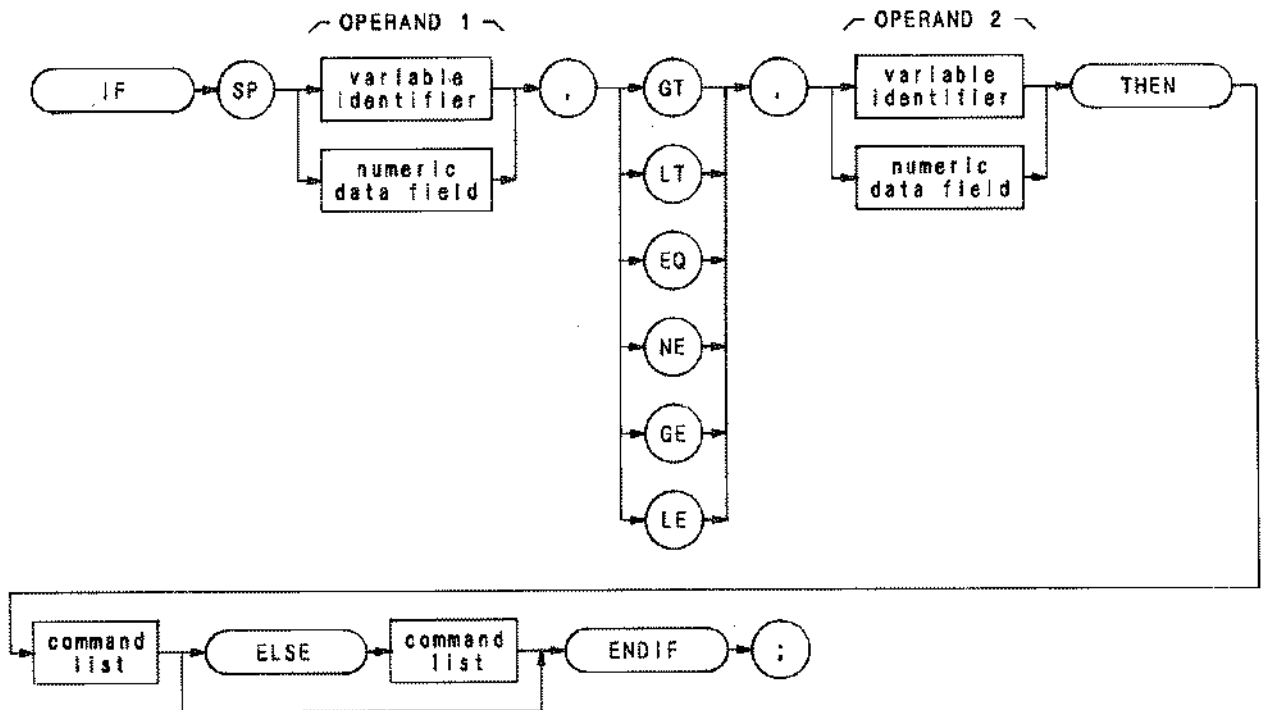 OPERAND 1
OPERAND 2
IF
SP
variable
identifier
,
GT
,
variable
identifier
THEN
numeric
data field
LT
numeric
data field
EQ
NE
GE
LE
command
list
ELSE
command
list
ENDIF
;